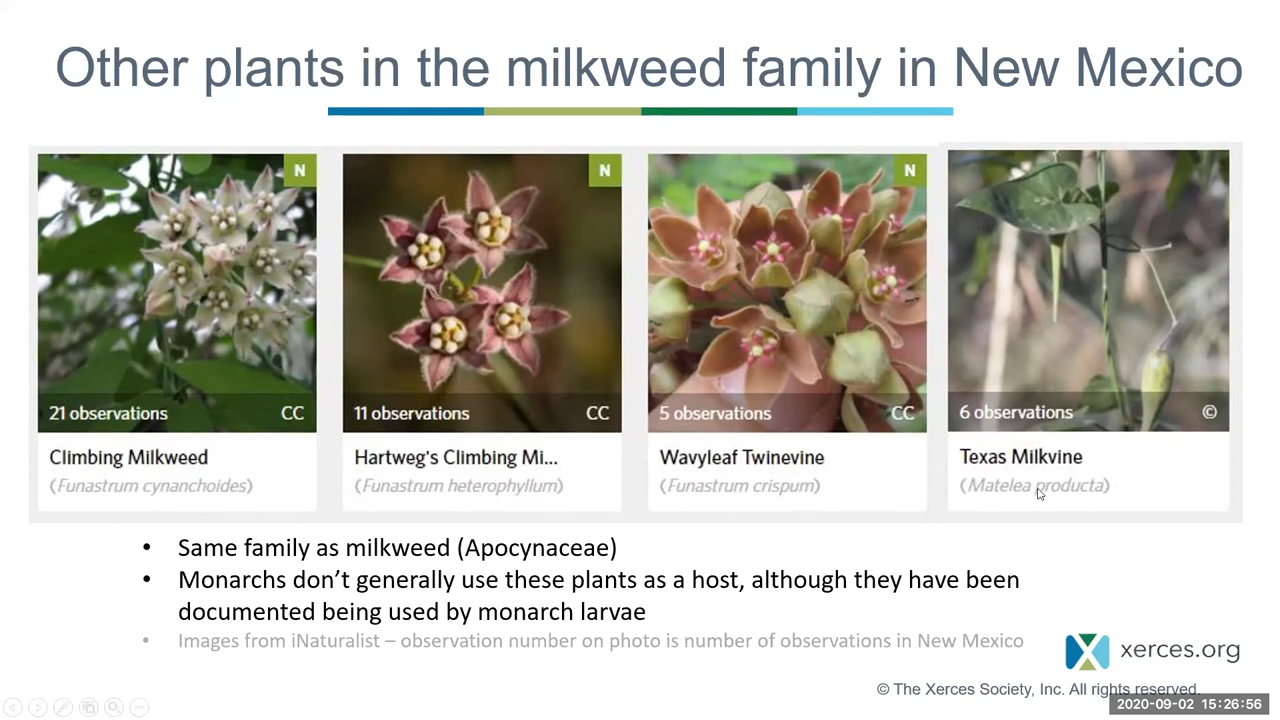 Other plants in the milkweed family in New Mexico
N
N
N
21 observations CC
11 observations CC
5 observations CC
6 observations ©
Climbing Milkweed
Hartweg's Climbing Mi...
Wavyleaf Twinevine
Texas Milkvine
(Funastrum cynanchoides)
(Funastrum heterophyllum)
(Funastrum crispum)
(Matelea producta)
• Same family as milkweed (Apocynaceae)
• Monarchs don't generally use these plants as a host, although they have been
documented being used by monarch larvae
• Images from iNaturalist – observation number on photo is number of observations in New Mexico
xerces.org
© The Xerces Society, Inc. All rights reserved.
2020-09-02 15:26:56